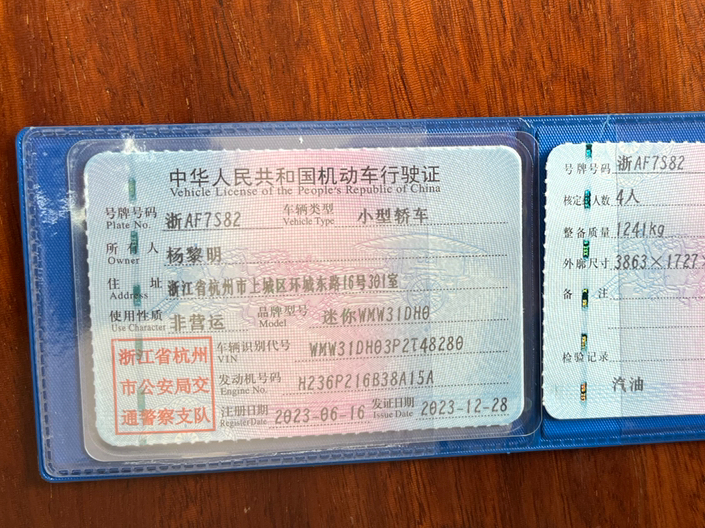 中华人民共和国机动车行驶证
Vehicle License of the People's Republic of China
号牌号码 浙AF7S82 车辆类型 小型轿车
Plate No. Vehicle Type
所有人 杨黎明
Owner
住址 浙江省杭州市上城区环城东路16号301室
Address
使用性质 非营运 品牌型号 迷你WMW31DH0
Use Character Model
浙江省杭州
市公安局交
通警察支队
车辆识别代号 WMW31DH03P2T48280
VIN
发动机号码 H236P216B38A15A
Engine No.
注册日期 2023-06-16 发证日期 2023-12-28
Register Date Issue Date
号牌号码 浙AF7S82
核定人数 4人
整备质量 1241kg
外廓尺寸 3863×1727×
备注
检验记录
汽油